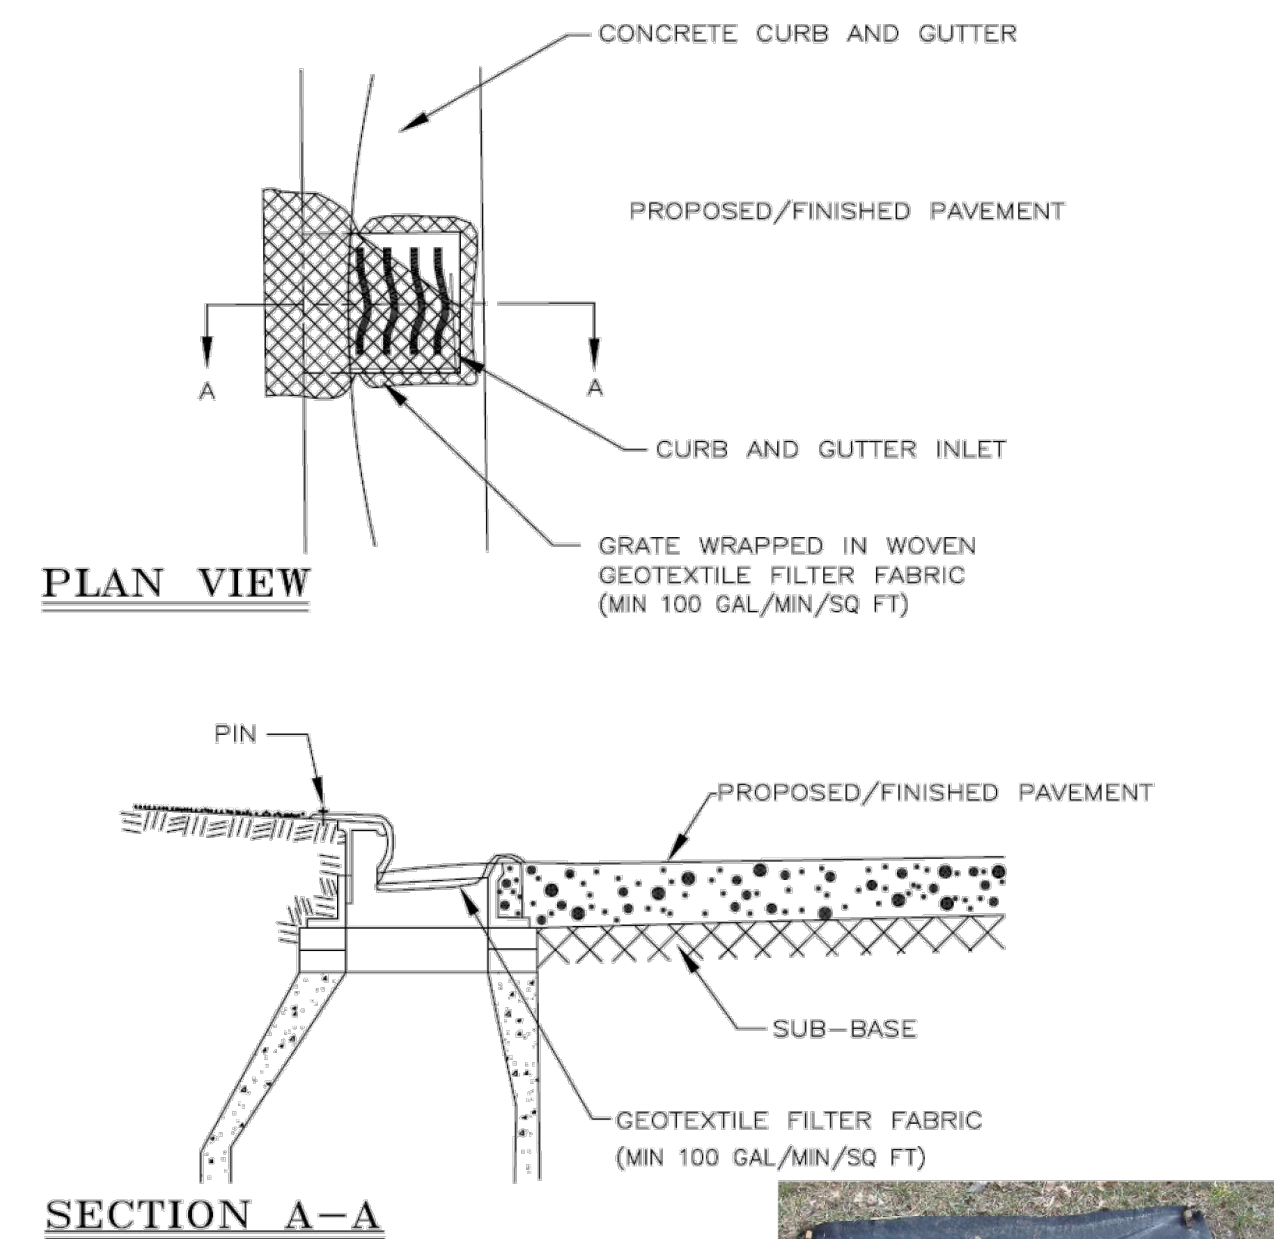 CONCRETE CURB AND GUTTER
PROPOSED/FINISHED PAVEMENT
A
A
CURB AND GUTTER INLET
GRATE WRAPPED IN WOVEN
GEOTEXTILE FILTER FABRIC
(MIN 100 GAL/MIN/SQ FT)
PLAN VIEW
PIN
PROPOSED/FINISHED PAVEMENT
SUB-BASE
GEOTEXTILE FILTER FABRIC
(MIN 100 GAL/MIN/SQ FT)
SECTION A-A